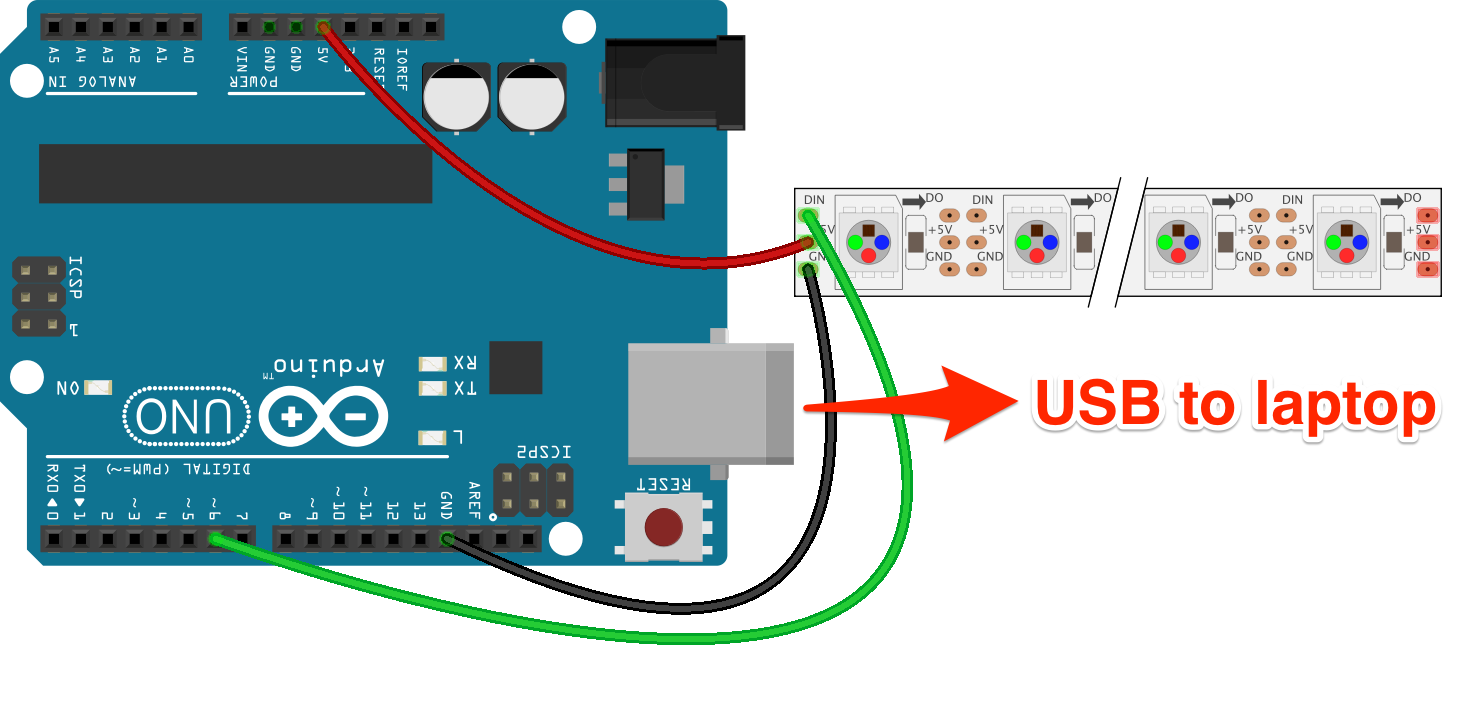 A5 A4 A3 A2 A1 A0
ANALOG IN
VIN GND GND 5V RESET IOREF
POWER
DIN DO DIN DO DO DIN DO
+5V +5V +5V +5V +5V
GND GND GND GND GND
ICSP
1
Arduino™
UNO
ON
RX
TX
L
USB to laptop
DIGITAL (PWM=~)
ICSP2
RESET
RX0 ◀ 0 TX0 ▶ 1 2 ~3 4 ~5 ~6 7 8 ~9 ~10 ~11 12 13 GND AREF